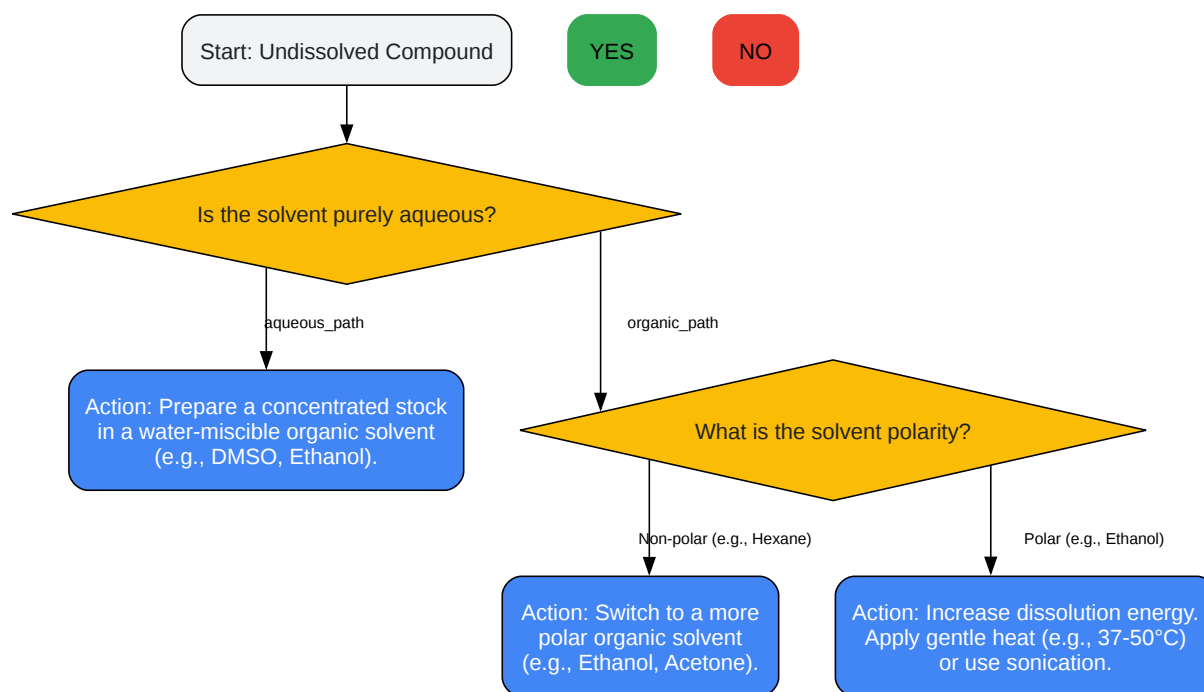 Start: Undissolved Compound
YES
NO
Is the solvent purely aqueous?
aqueous_path
organic_path
Action: Prepare a concentrated stock
in a water-miscible organic solvent
(e.g., DMSO, Ethanol).
What is the solvent polarity?
Non-polar (e.g., Hexane)
Polar (e.g., Ethanol)
Action: Switch to a more
polar organic solvent
(e.g., Ethanol, Acetone).
Action: Increase dissolution energy.
Apply gentle heat (e.g., 37-50°C)
or use sonication.